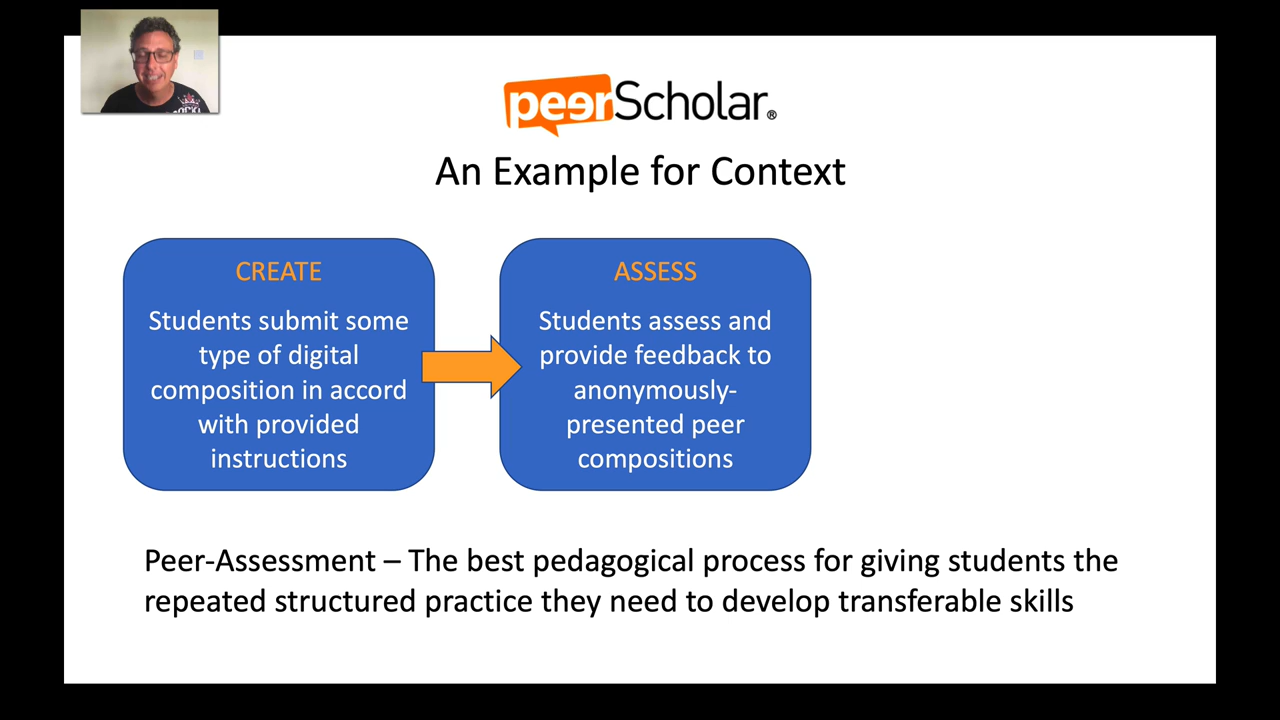 peerScholar®
An Example for Context
CREATE
Students submit some
type of digital
composition in accord
with provided
instructions
ASSESS
Students assess and
provide feedback to
anonymously-
presented peer
compositions
Peer-Assessment – The best pedagogical process for giving students the
repeated structured practice they need to develop transferable skills